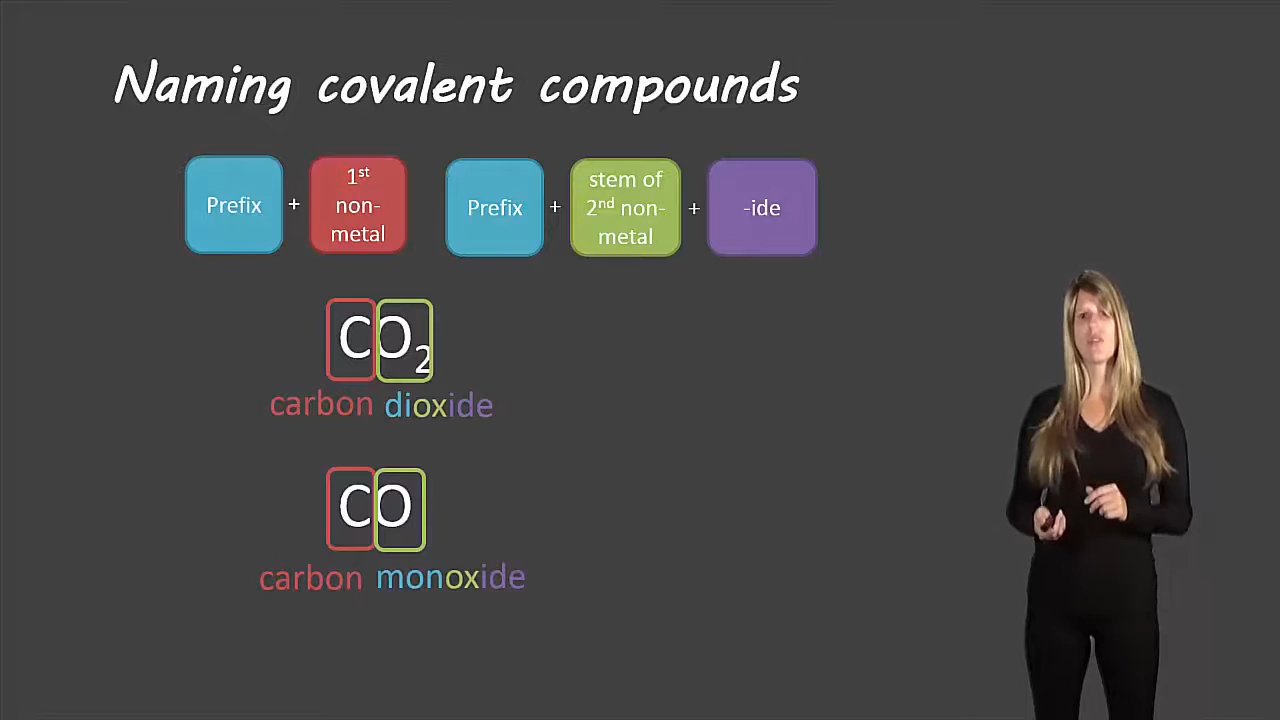 Naming covalent compounds
Prefix + 1st non-metal Prefix + stem of 2nd non-metal + -ide
CO₂
carbon dioxide
CO
carbon monoxide